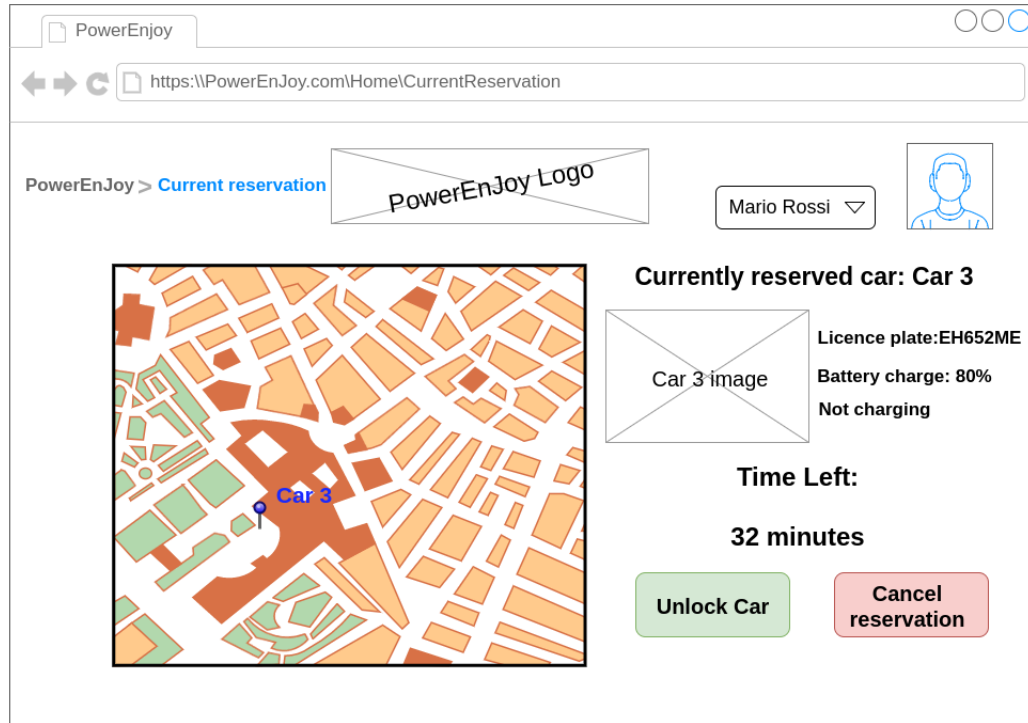 PowerEnjoy
https:\\PowerEnJoy.com\Home\CurrentReservation
PowerEnJoy > Current reservation
PowerEnJoy Logo
Mario Rossi
Currently reserved car: Car 3
Car 3 image
Licence plate:EH652ME
Battery charge: 80%
Not charging
Car 3
Time Left:
32 minutes
Unlock Car
Cancel
reservation